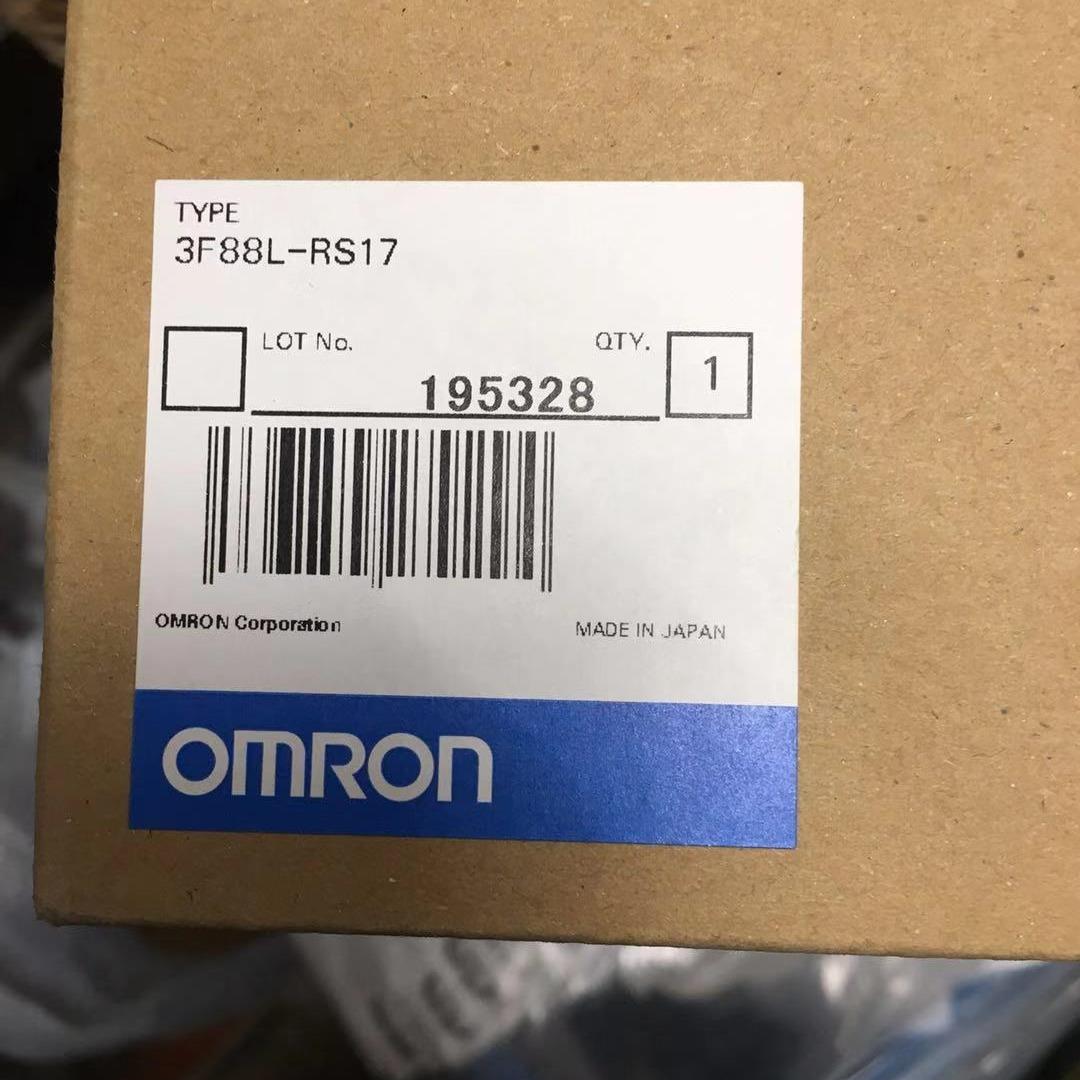 TYPE
3F88L-RS17
LOT No. QTY.
195328 1
OMRON Corporation MADE IN JAPAN
OMRON